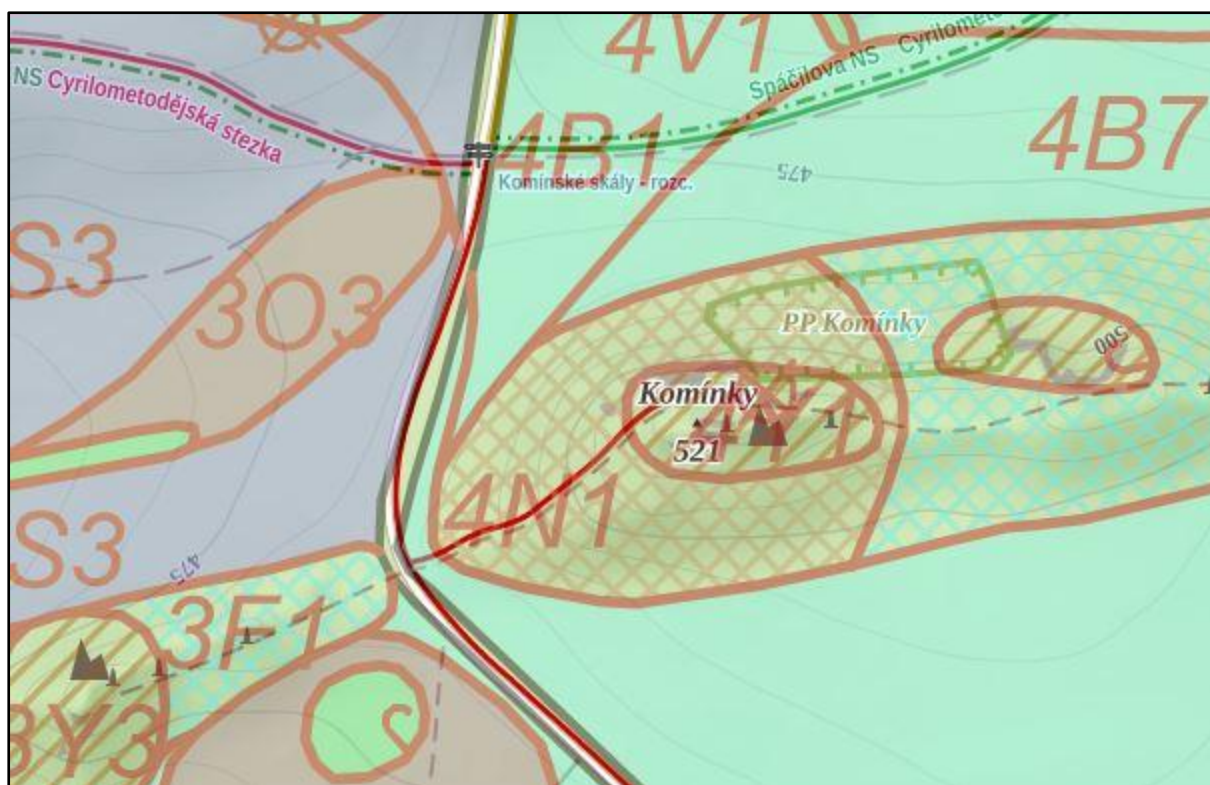 4V1
NS Cyrilometodějská stezka
Spáčilova NS
4B1
4B7
Komínské skály - rozc.
475
S3
3O3
PP Komínky
500
Komínky
521
4N1
S3
475
3F1
3Y3